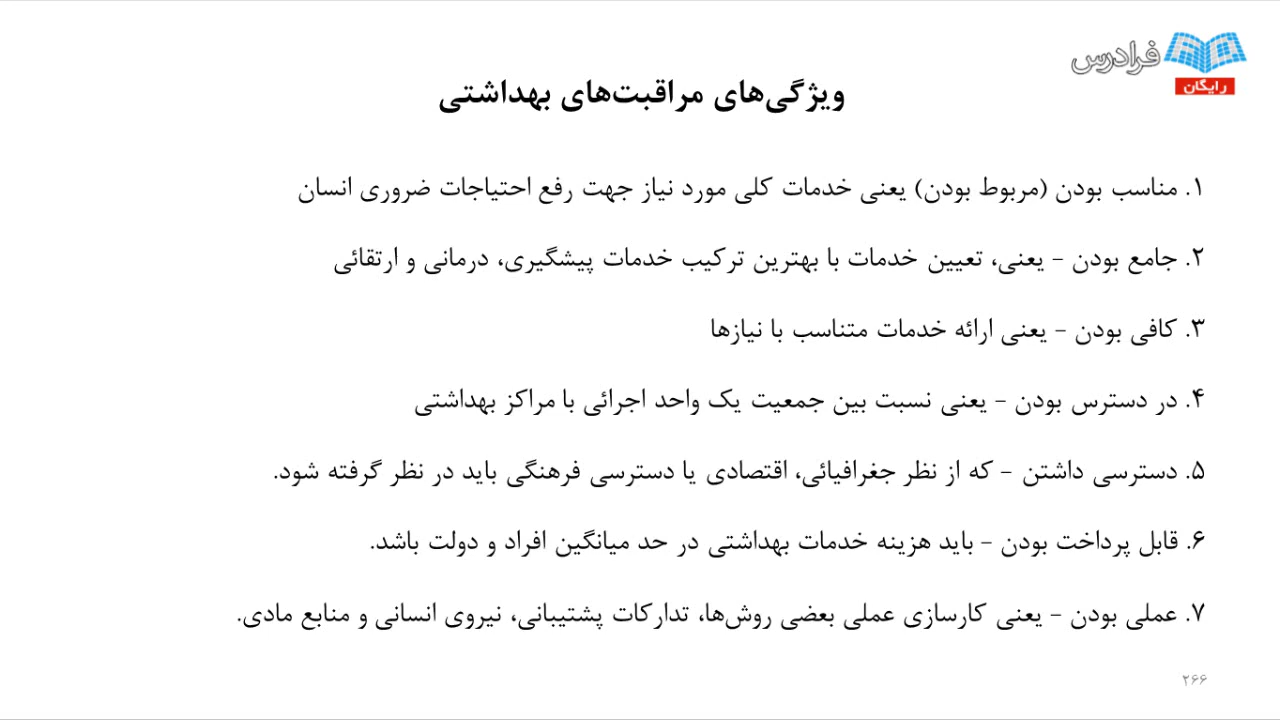 فرادرس
رایگان
ویژگی‌های مراقبت‌های بهداشتی
۱. مناسب بودن (مربوط بودن) یعنی خدمات کلی مورد نیاز جهت رفع احتیاجات ضروری انسان
۲. جامع بودن – یعنی، تعیین خدمات با بهترین ترکیب خدمات پیشگیری، درمانی و ارتقائی
۳. کافی بودن – یعنی ارائه خدمات متناسب با نیازها
۴. در دسترس بودن – یعنی نسبت بین جمعیت یک واحد اجرائی با مراکز بهداشتی
۵. دسترسی داشتن – که از نظر جغرافیائی، اقتصادی یا دسترسی فرهنگی باید در نظر گرفته شود.
۶. قابل پرداخت بودن – باید هزینه خدمات بهداشتی در حد میانگین افراد و دولت باشد.
۷. عملی بودن – یعنی کارسازی عملی بعضی روش‌ها، تدارکات پشتیبانی، نیروی انسانی و منابع مادی.
۲۶۶